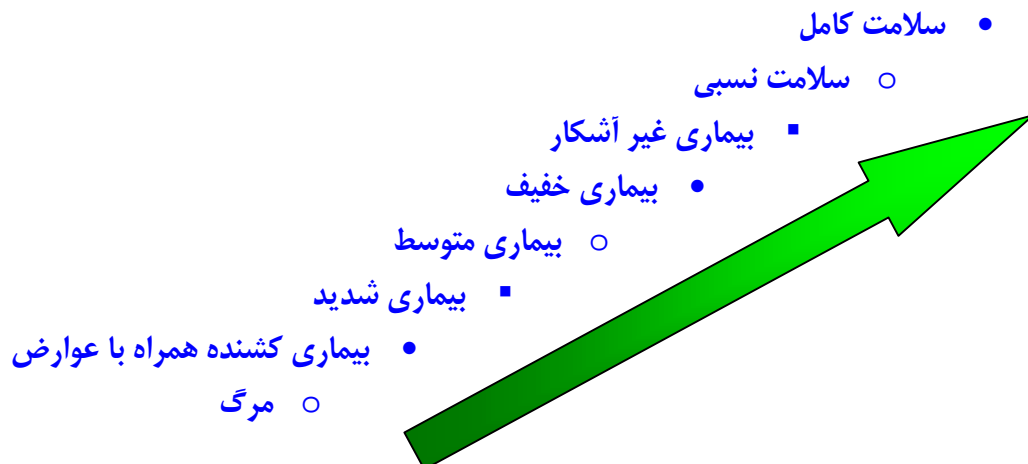 • سلامت کامل
○ سلامت نسبی
▪ بیماری غیر آشکار
• بیماری خفیف
○ بیماری متوسط
▪ بیماری شدید
• بیماری کشنده همراه با عوارض
○ مرگ